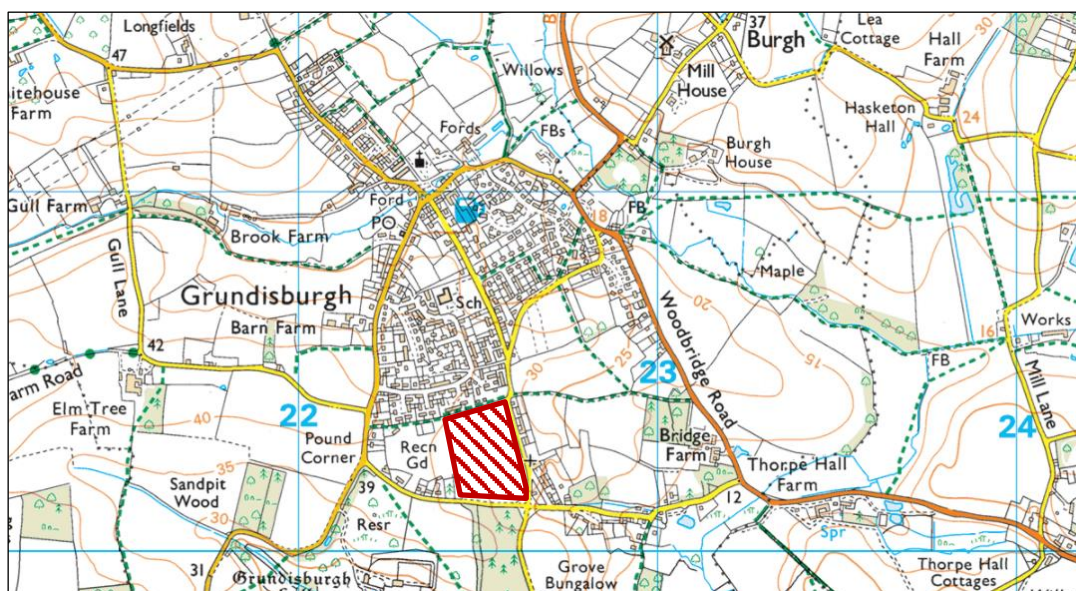 Longfields
47
itehouse
Farm
Willows
B
37
Burgh
Lea
Cottage
30
Hall
Farm
Mill
House
Hasketon
Hall
24
Fords
FBs
Burgh
House
Gull Farm
Ford
PO
18
FB
Brook Farm
Gull Lane
Grundisburgh
Sch
Maple
Barn Farm
Woodbridge Road
20
15
16
Works
42
25
30
23
FB
Mill Lane
arm Road
Elm Tree
Farm
40
22
24
Pound
Corner
Recn
Gd
Bridge
Farm
35
Sandpit
Wood
Thorpe Hall
Farm
39
12
30
Resr
Spr
31
Grundisburgh
Grove
Bungalow
Thorpe Hall
Cottages